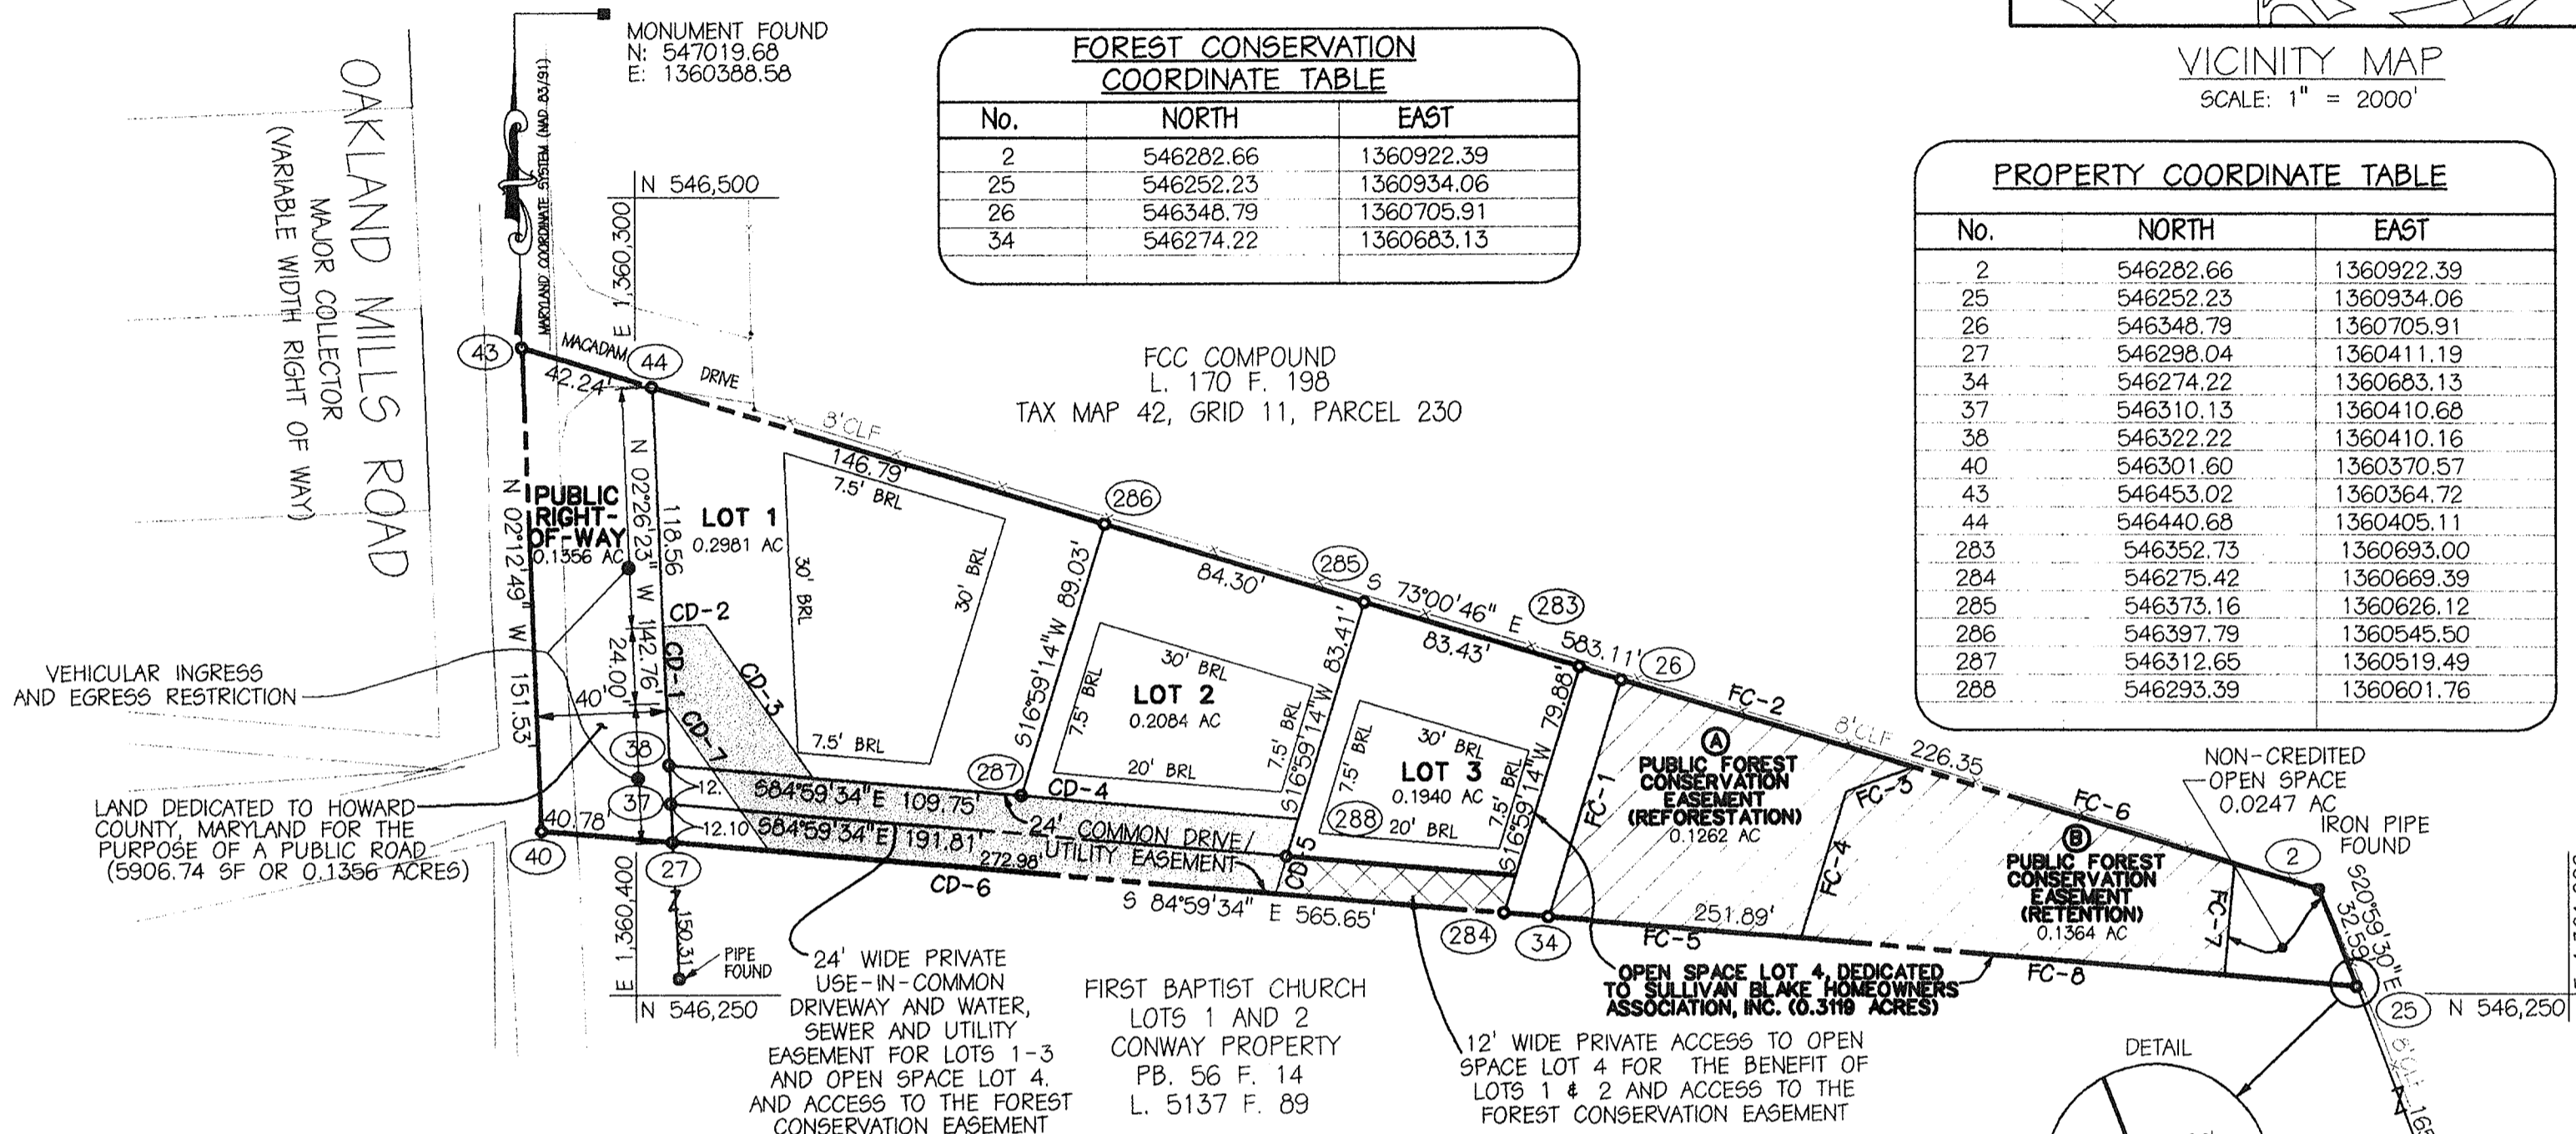 MONUMENT FOUND
N: 547019.68
E: 1360388.58
OAKLAND MILLS ROAD
MAJOR COLLECTOR
(VARIABLE WIDTH RIGHT OF WAY)
MARYLAND COORDINATE SYSTEM (NAD 83/91)
N 546,500
E 1,360,300
FOREST CONSERVATION
COORDINATE TABLE
No. NORTH EAST
2 546282.66 1360922.39
25 546252.23 1360934.06
26 546348.79 1360705.91
34 546274.22 1360683.13
VICINITY MAP
SCALE: 1" = 2000'
PROPERTY COORDINATE TABLE
No. NORTH EAST
2 546282.66 1360922.39
25 546252.23 1360934.06
26 546348.79 1360705.91
27 546298.04 1360411.19
34 546274.22 1360683.13
37 546310.13 1360410.68
38 546322.22 1360410.16
40 546301.60 1360370.57
43 546453.02 1360364.72
44 546440.68 1360405.11
283 546352.73 1360693.00
284 546275.42 1360669.39
285 546373.16 1360626.12
286 546397.79 1360545.50
287 546312.65 1360519.49
288 546293.39 1360601.76
FCC COMPOUND
L. 170 F. 198
TAX MAP 42, GRID 11, PARCEL 230
43
MACADAM DRIVE
44
42.24'
8' CLF
146.79'
286
84.30'
285
S 73°00'46" E 583.11'
83.43'
283
26
FC-2
8' CLF
226.35
FC-6
2
N 02°12'49" W 151.53'
PUBLIC
RIGHT-
OF-WAY
0.1356 AC
N 02°26'23" W 142.76'
118.56
24.00'
40'
LOT 1
0.2981 AC
7.5' BRL
30' BRL
30' BRL
7.5' BRL
CD-2
CD-1
CD-3
CD-7
S16°59'14"W 89.03'
LOT 2
0.2084 AC
30' BRL
7.5' BRL
7.5' BRL
20' BRL
S16°59'14"W 83.41'
LOT 3
0.1940 AC
30' BRL
7.5' BRL
7.5' BRL
20' BRL
S16°59'14"W 79.88'
FC-1
A
PUBLIC FOREST
CONSERVATION
EASEMENT
(REFORESTATION)
0.1262 AC
FC-3
FC-4
B
PUBLIC FOREST
CONSERVATION
EASEMENT
(RETENTION)
0.1364 AC
FC-7
NON-CREDITED
OPEN SPACE
0.0247 AC
IRON PIPE
FOUND
S20°59'30"E
32.59'
25
N 546,250
VEHICULAR INGRESS
AND EGRESS RESTRICTION
LAND DEDICATED TO HOWARD
COUNTY, MARYLAND FOR THE
PURPOSE OF A PUBLIC ROAD
(5906.74 SF OR 0.1356 ACRES)
38
37
12.
12.10
S84°59'34"E 109.75'
287
CD-4
S84°59'34"E 191.81'
24' COMMON DRIVE/
UTILITY EASEMENT
288
CD-5
40.78'
40
27
272.98'
CD-6
S 84°59'34" E 565.65'
284
34
251.89'
FC-5
FC-8
E 1,360,400
150.31
PIPE
FOUND
N 546,250
24' WIDE PRIVATE
USE-IN-COMMON
DRIVEWAY AND WATER,
SEWER AND UTILITY
EASEMENT FOR LOTS 1-3
AND OPEN SPACE LOT 4.
AND ACCESS TO THE FOREST
CONSERVATION EASEMENT
FIRST BAPTIST CHURCH
LOTS 1 AND 2
CONWAY PROPERTY
PB. 56 F. 14
L. 5137 F. 89
OPEN SPACE LOT 4, DEDICATED
TO SULLIVAN BLAKE HOMEOWNERS
ASSOCIATION, INC. (0.3119 ACRES)
12' WIDE PRIVATE ACCESS TO OPEN
SPACE LOT 4 FOR THE BENEFIT OF
LOTS 1 & 2 AND ACCESS TO THE
FOREST CONSERVATION EASEMENT
DETAIL
8' CLF